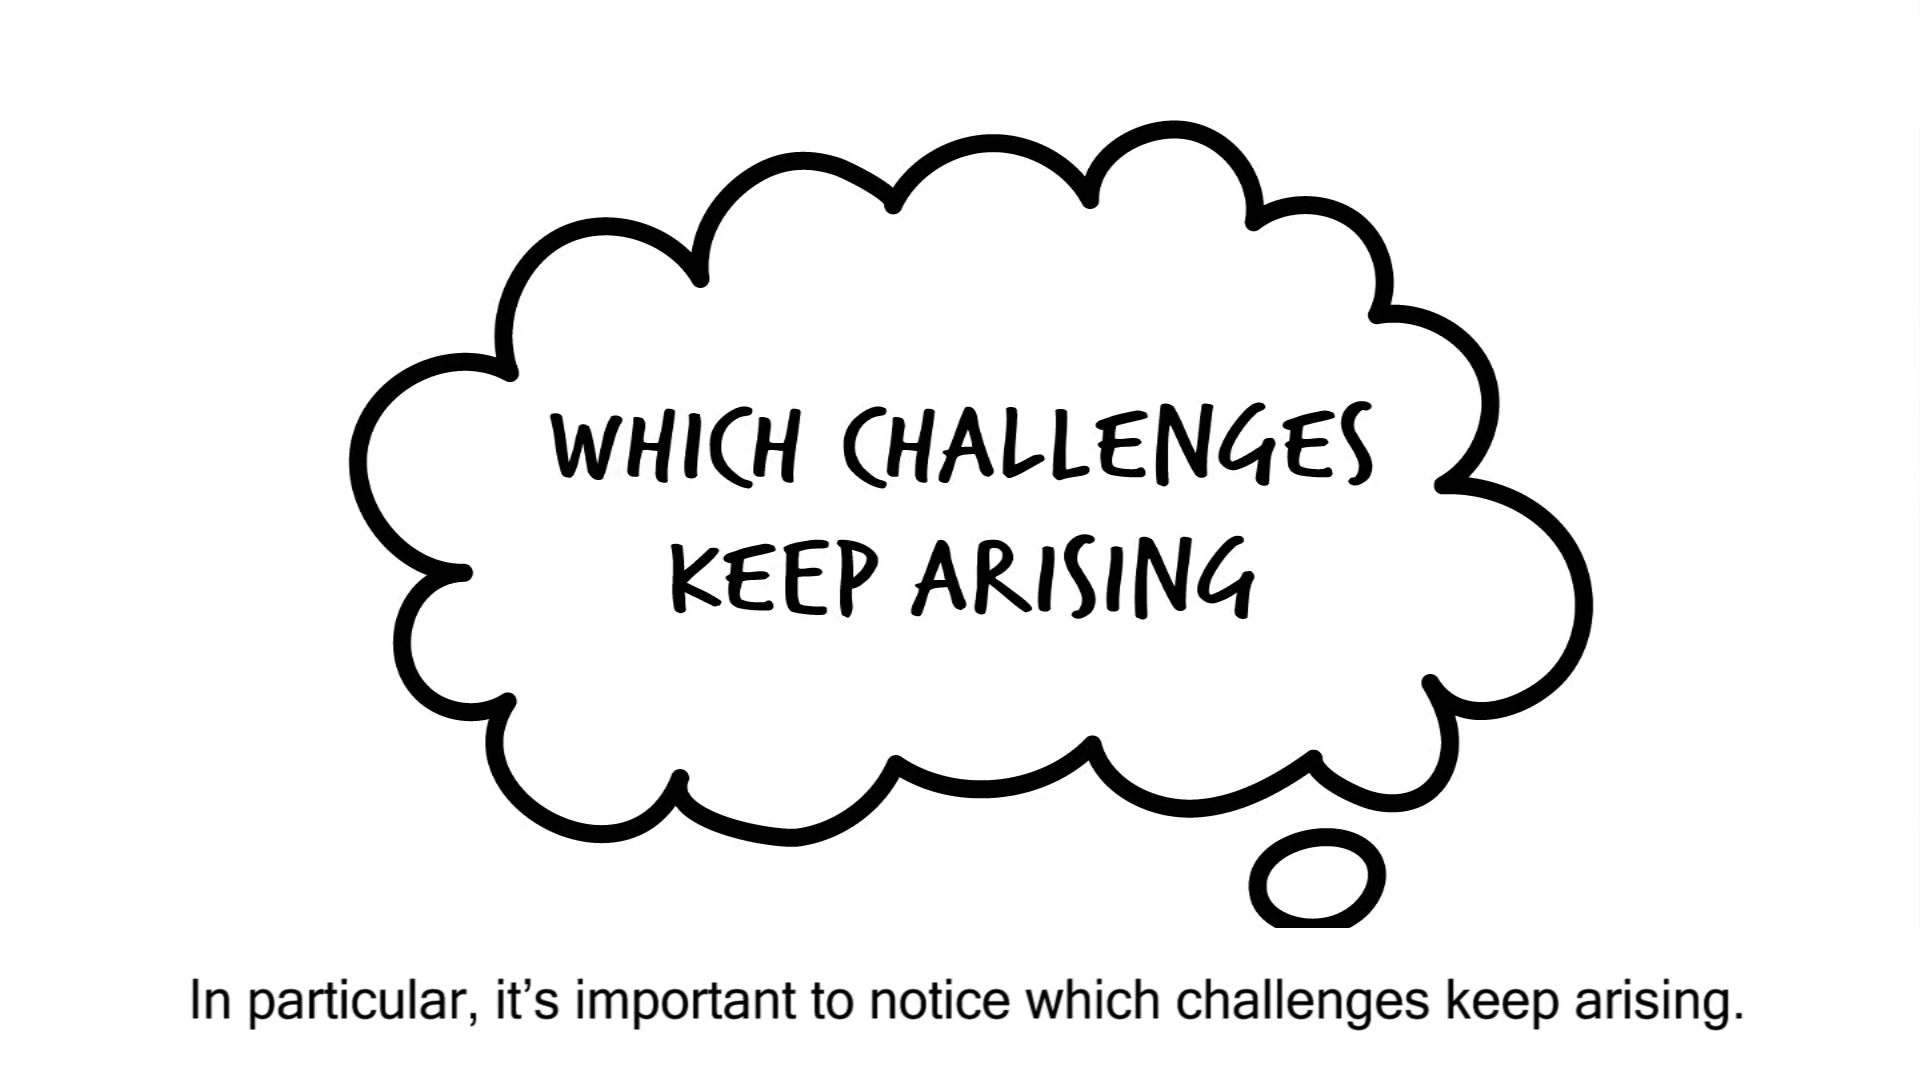 WHICH CHALLENGES
KEEP ARISING
In particular, it’s important to notice which challenges keep arising.